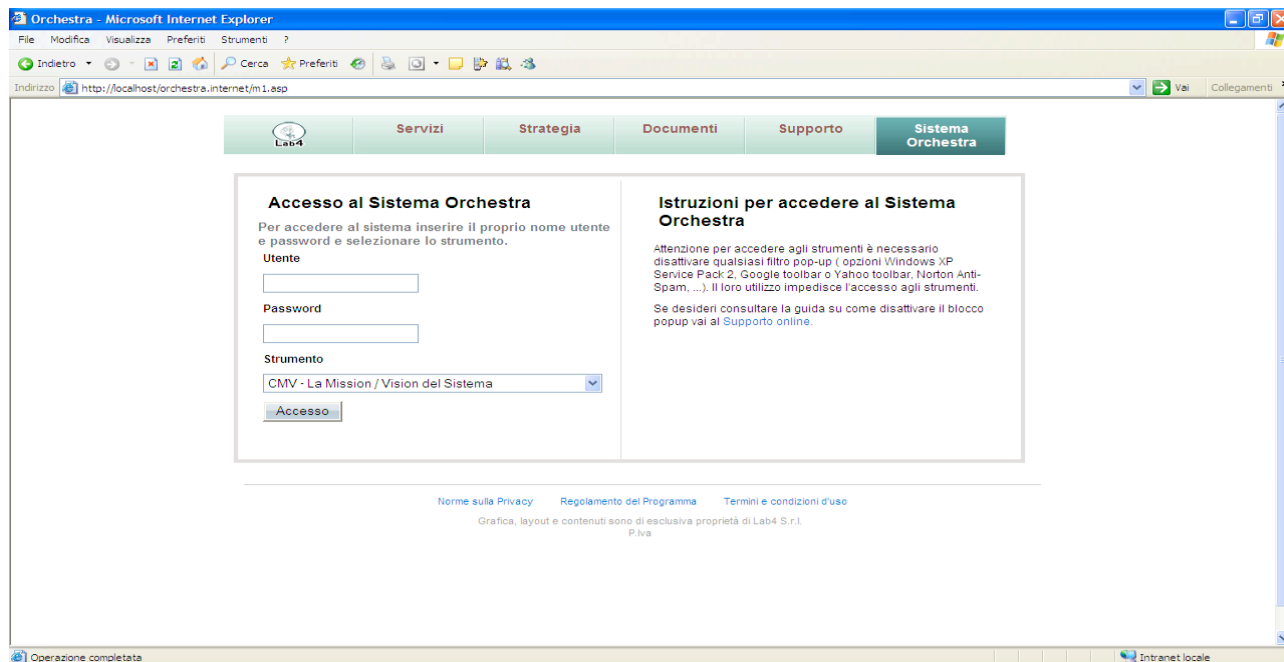 Orchestra - Microsoft Internet Explorer
File Modifica Visualizza Preferiti Strumenti ?
Indietro Cerca Preferiti
Indirizzo http://localhost/orchestra.internet/m1.asp Vai Collegamenti
Lab4 Servizi Strategia Documenti Supporto Sistema
Orchestra
Accesso al Sistema Orchestra
Per accedere al sistema inserire il proprio nome utente
e password e selezionare lo strumento.
Utente
Password
Strumento
CMV - La Mission / Vision del Sistema
Accesso
Istruzioni per accedere al Sistema
Orchestra
Attenzione per accedere agli strumenti è necessario
disattivare qualsiasi filtro pop-up ( opzioni Windows XP
Service Pack 2, Google toolbar o Yahoo toolbar, Norton Anti-
Spam, ...). Il loro utilizzo impedisce l'accesso agli strumenti.
Se desideri consultare la guida su come disattivare il blocco
popup vai al Supporto online.
Norme sulla Privacy Regolamento del Programma Termini e condizioni d'uso
Grafica, layout e contenuti sono di esclusiva proprietà di Lab4 S.r.l.
P.Iva
Operazione completata Intranet locale